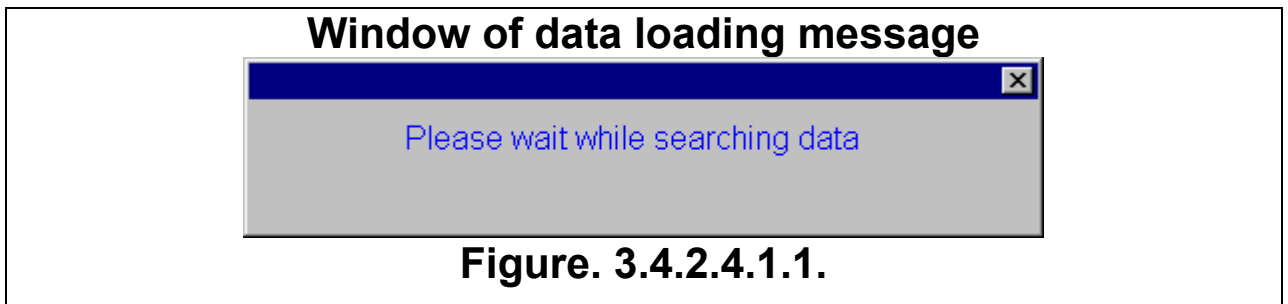 Window of data loading message
Please wait while searching data
Figure. 3.4.2.4.1.1.